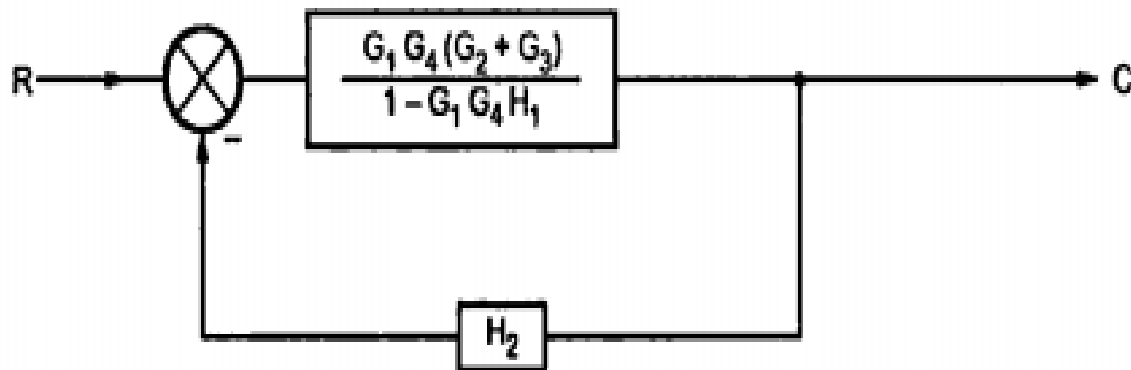 G₁ G₄ (G₂ + G₃)
R
1 – G₁ G₄ H₁
C
–
H₂